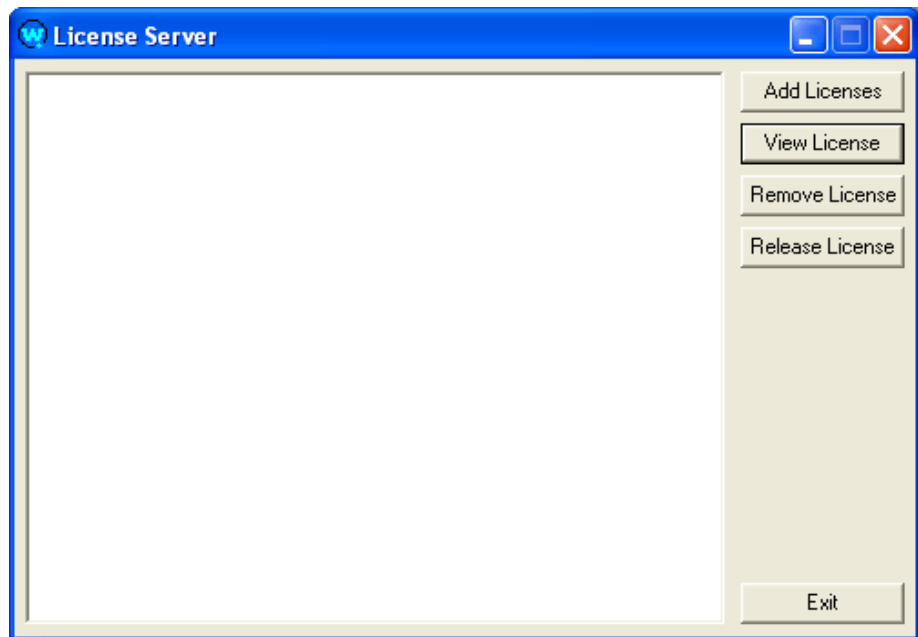 License Server
Add Licenses
View License
Remove License
Release License
Exit